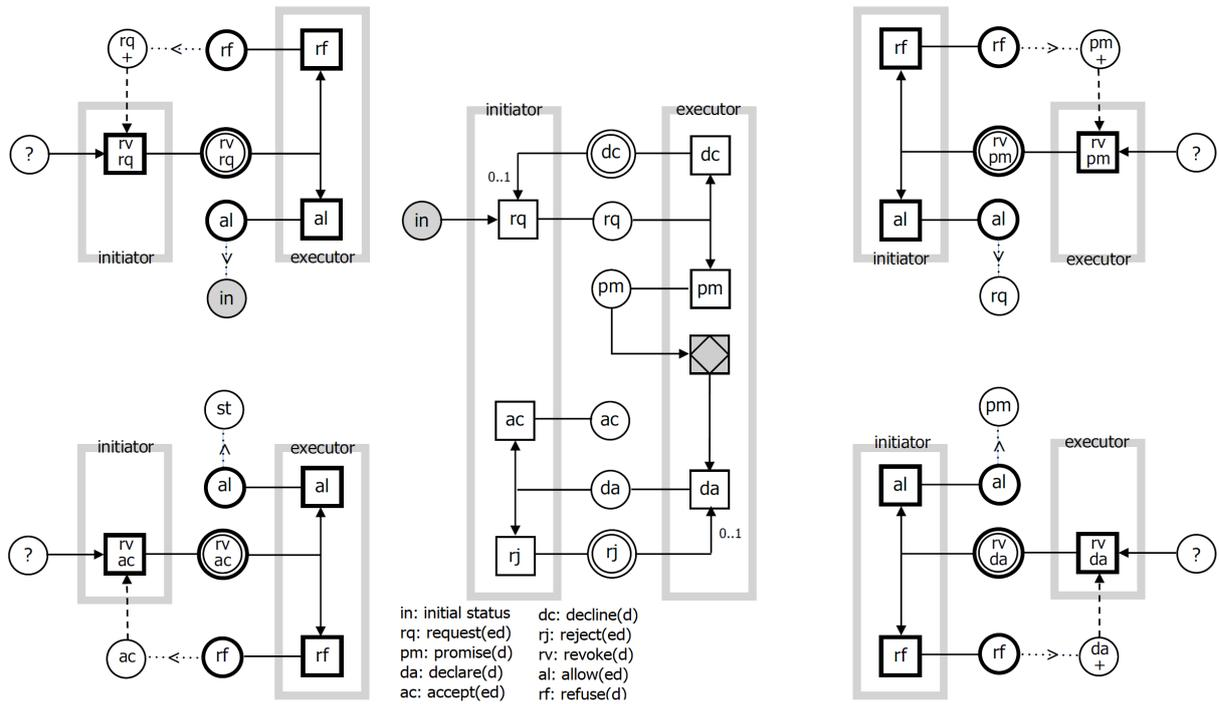 rq
+
rf
rf
initiator
?
rv
rq
rv
rq
al
al
initiator
executor
in
initiator
executor
dc
dc
0..1
in
rq
rq
pm
pm
ac
ac
da
da
0..1
rj
rj
in: initial status
rq: request(ed)
pm: promise(d)
da: declare(d)
ac: accept(ed)
dc: decline(d)
rj: reject(ed)
rv: revoke(d)
al: allow(ed)
rf: refuse(d)
rf
rf
pm
+
rv
pm
rv
pm
?
al
al
initiator
executor
rq
st
initiator
executor
al
al
?
rv
ac
rv
ac
ac
rf
rf
pm
initiator
executor
al
al
rv
da
rv
da
?
rf
rf
da
+